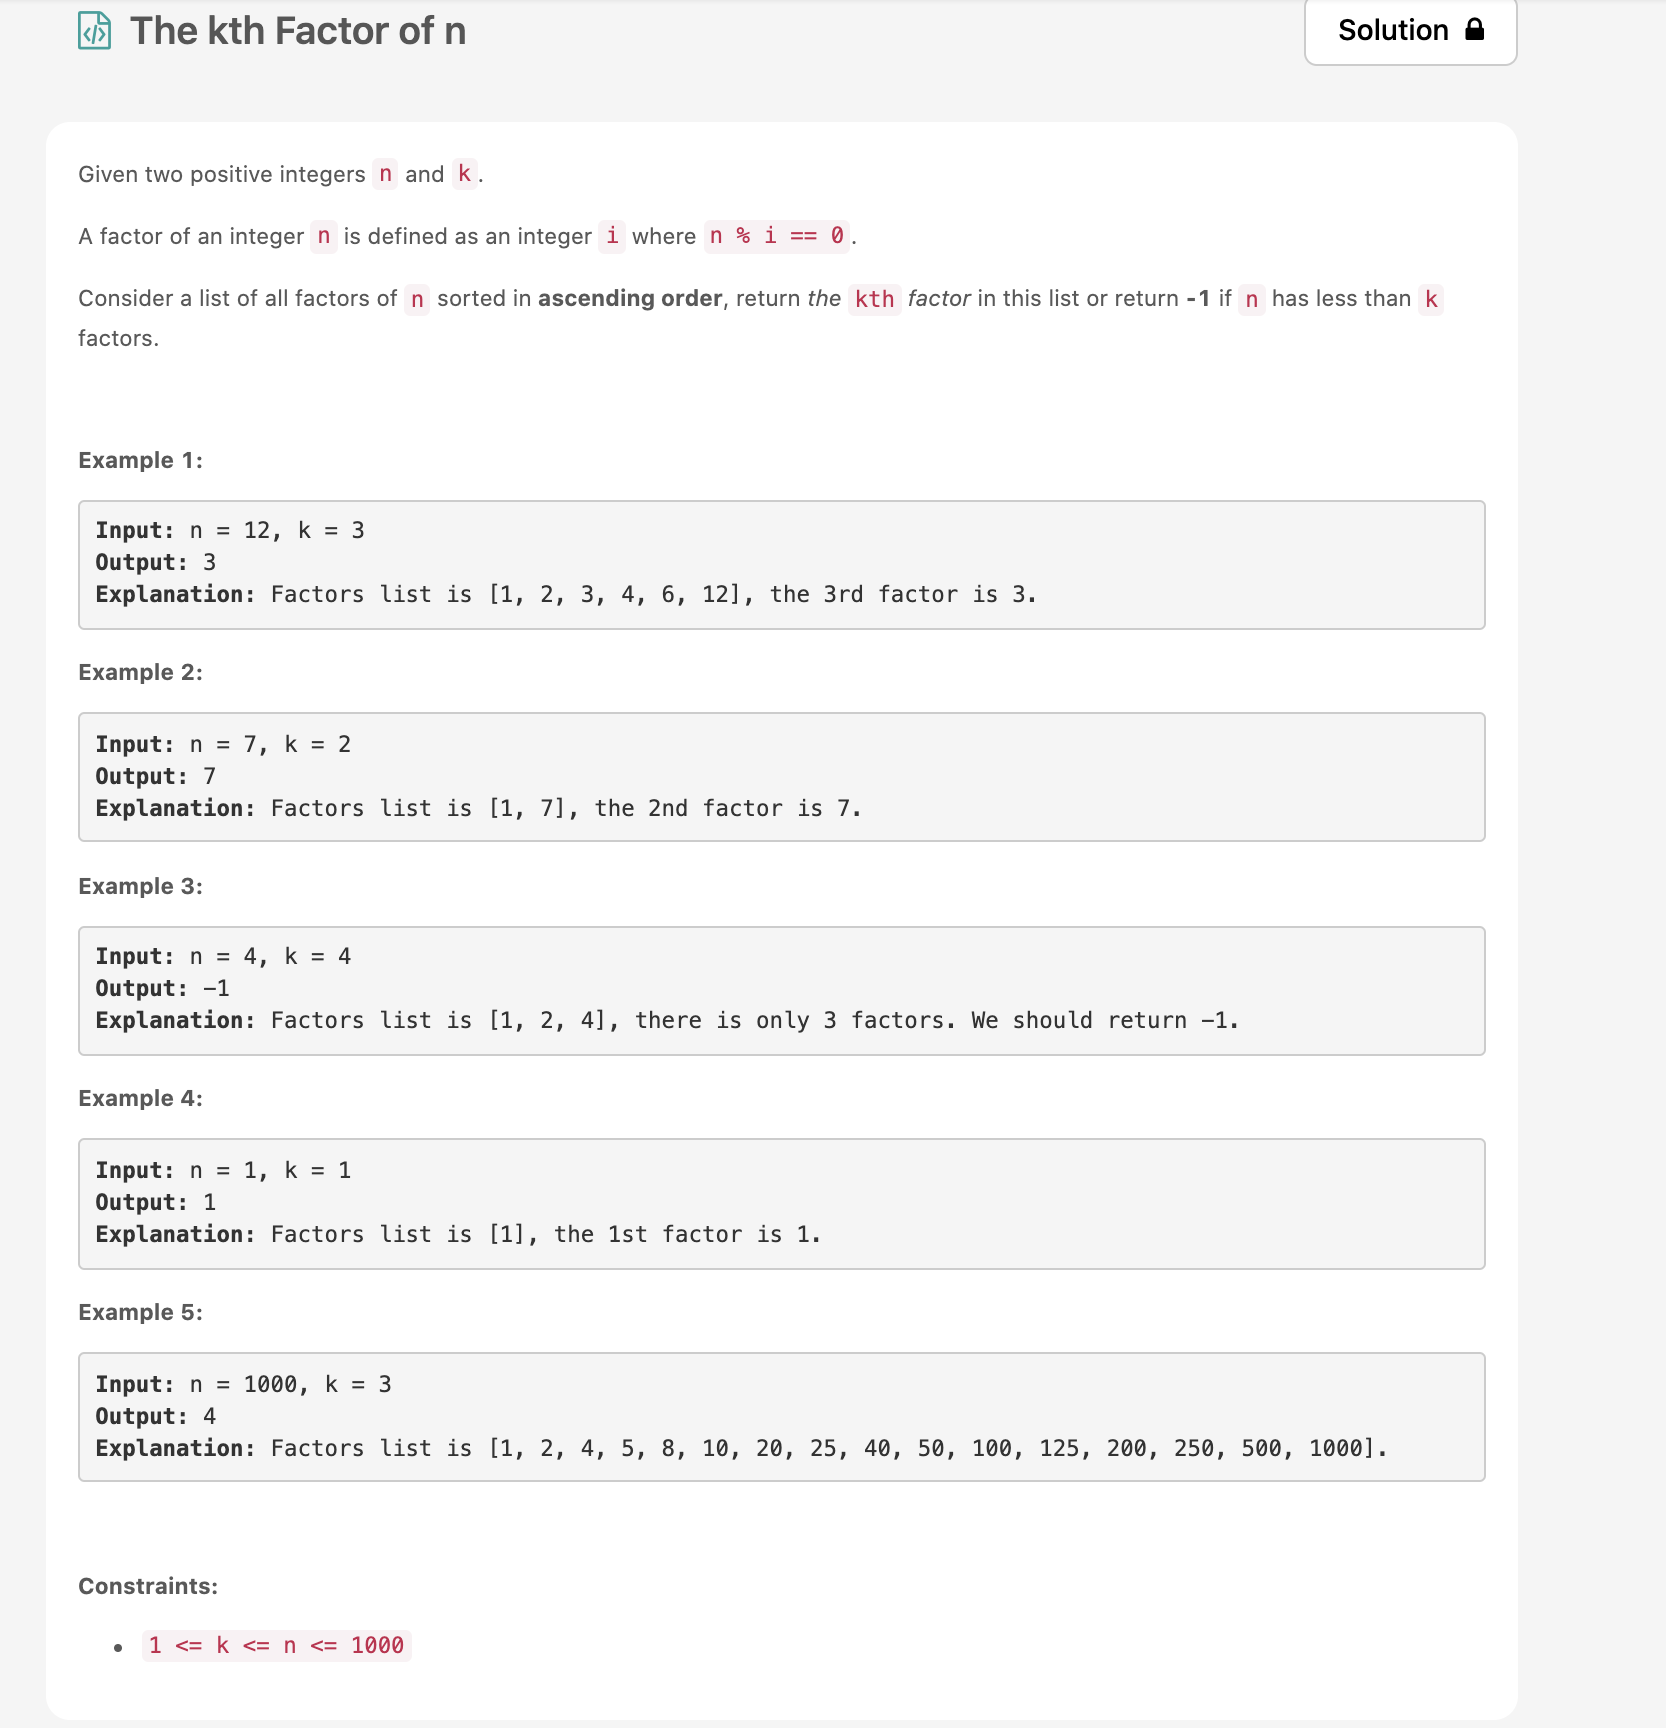 The kth Factor of n
Solution
Given two positive integers n and k.
A factor of an integer n is defined as an integer i where n % i == 0.
Consider a list of all factors of n sorted in ascending order, return the kth factor in this list or return -1 if n has less than k
factors.
Example 1:
Input: n = 12, k = 3
Output: 3
Explanation: Factors list is [1, 2, 3, 4, 6, 12], the 3rd factor is 3.
Example 2:
Input: n = 7, k = 2
Output: 7
Explanation: Factors list is [1, 7], the 2nd factor is 7.
Example 3:
Input: n = 4, k = 4
Output: -1
Explanation: Factors list is [1, 2, 4], there is only 3 factors. We should return -1.
Example 4:
Input: n = 1, k = 1
Output: 1
Explanation: Factors list is [1], the 1st factor is 1.
Example 5:
Input: n = 1000, k = 3
Output: 4
Explanation: Factors list is [1, 2, 4, 5, 8, 10, 20, 25, 40, 50, 100, 125, 200, 250, 500, 1000].
Constraints:
• 1 <= k <= n <= 1000